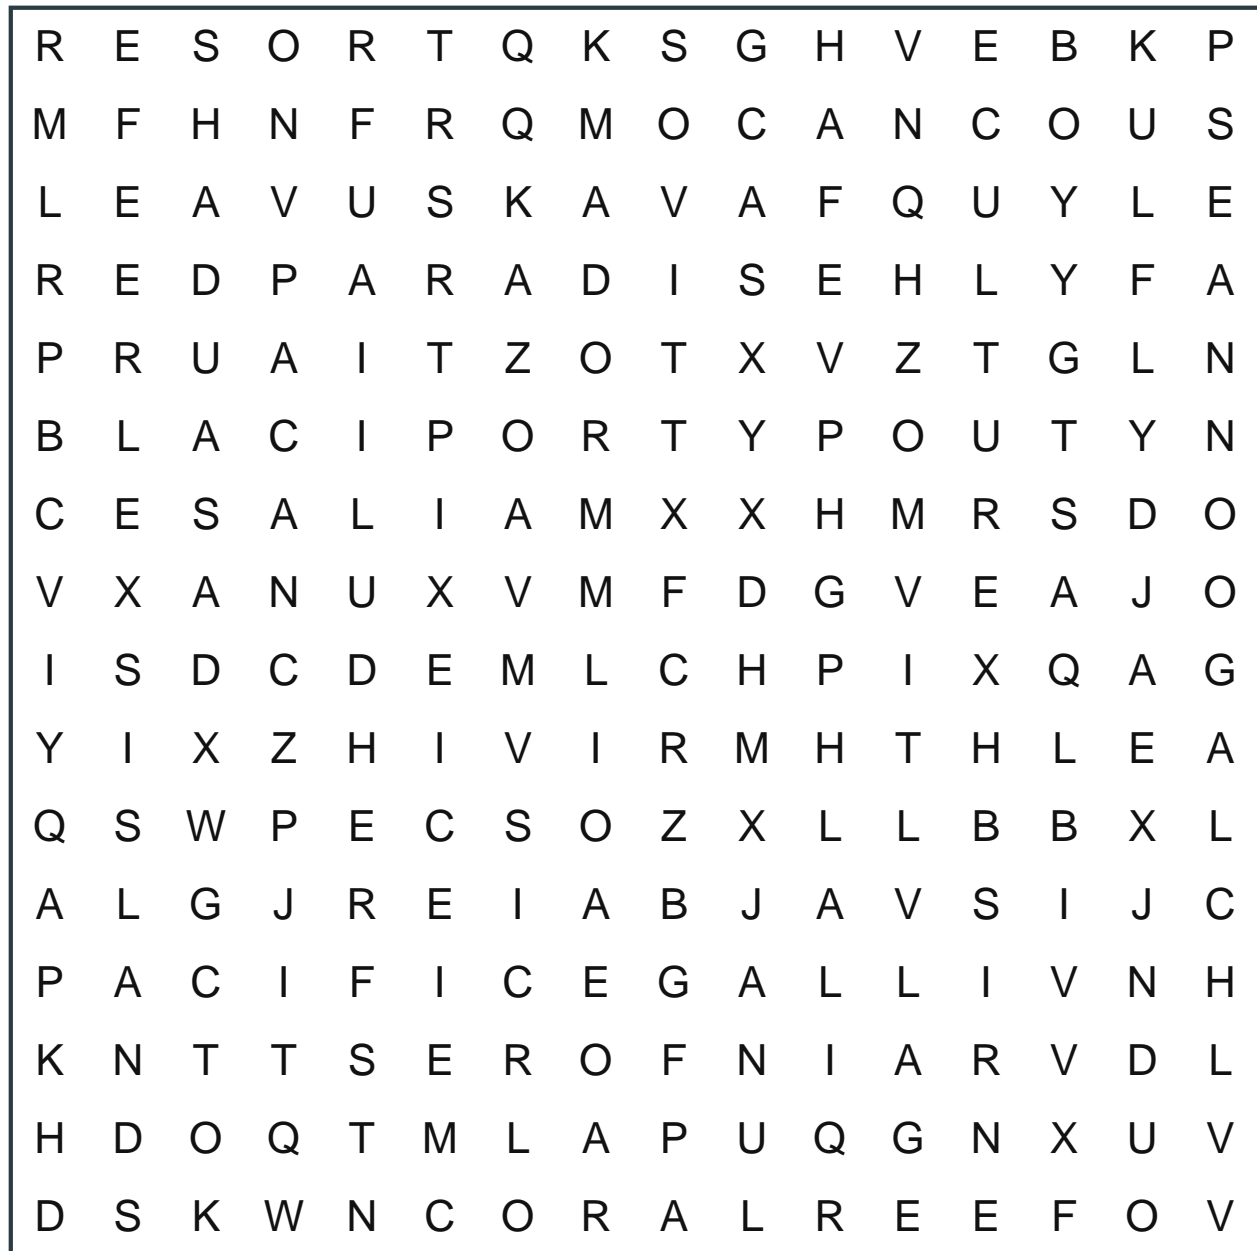 R E S O R T Q K S G H V E B K P
M F H N F R Q M O C A N C O U S
L E A V U S K A V A F Q U Y L E
R E D P A R A D I S E H L Y F A
P R U A I T Z O T X V Z T G L N
B L A C I P O R T Y P O U T Y N
C E S A L I A M X X H M R S D O
V X A N U X V M F D G V E A J O
I S D C D E M L C H P I X Q A G
Y I X Z H I V I R M H T H L E A
Q S W P E C S O Z X L L B B X L
A L G J R E I A B J A V S I J C
P A C I F I C E G A L L I V N H
K N T T S E R O F N I A R V D L
H D O Q T M L A P U Q G N X U V
D S K W N C O R A L R E E F O V